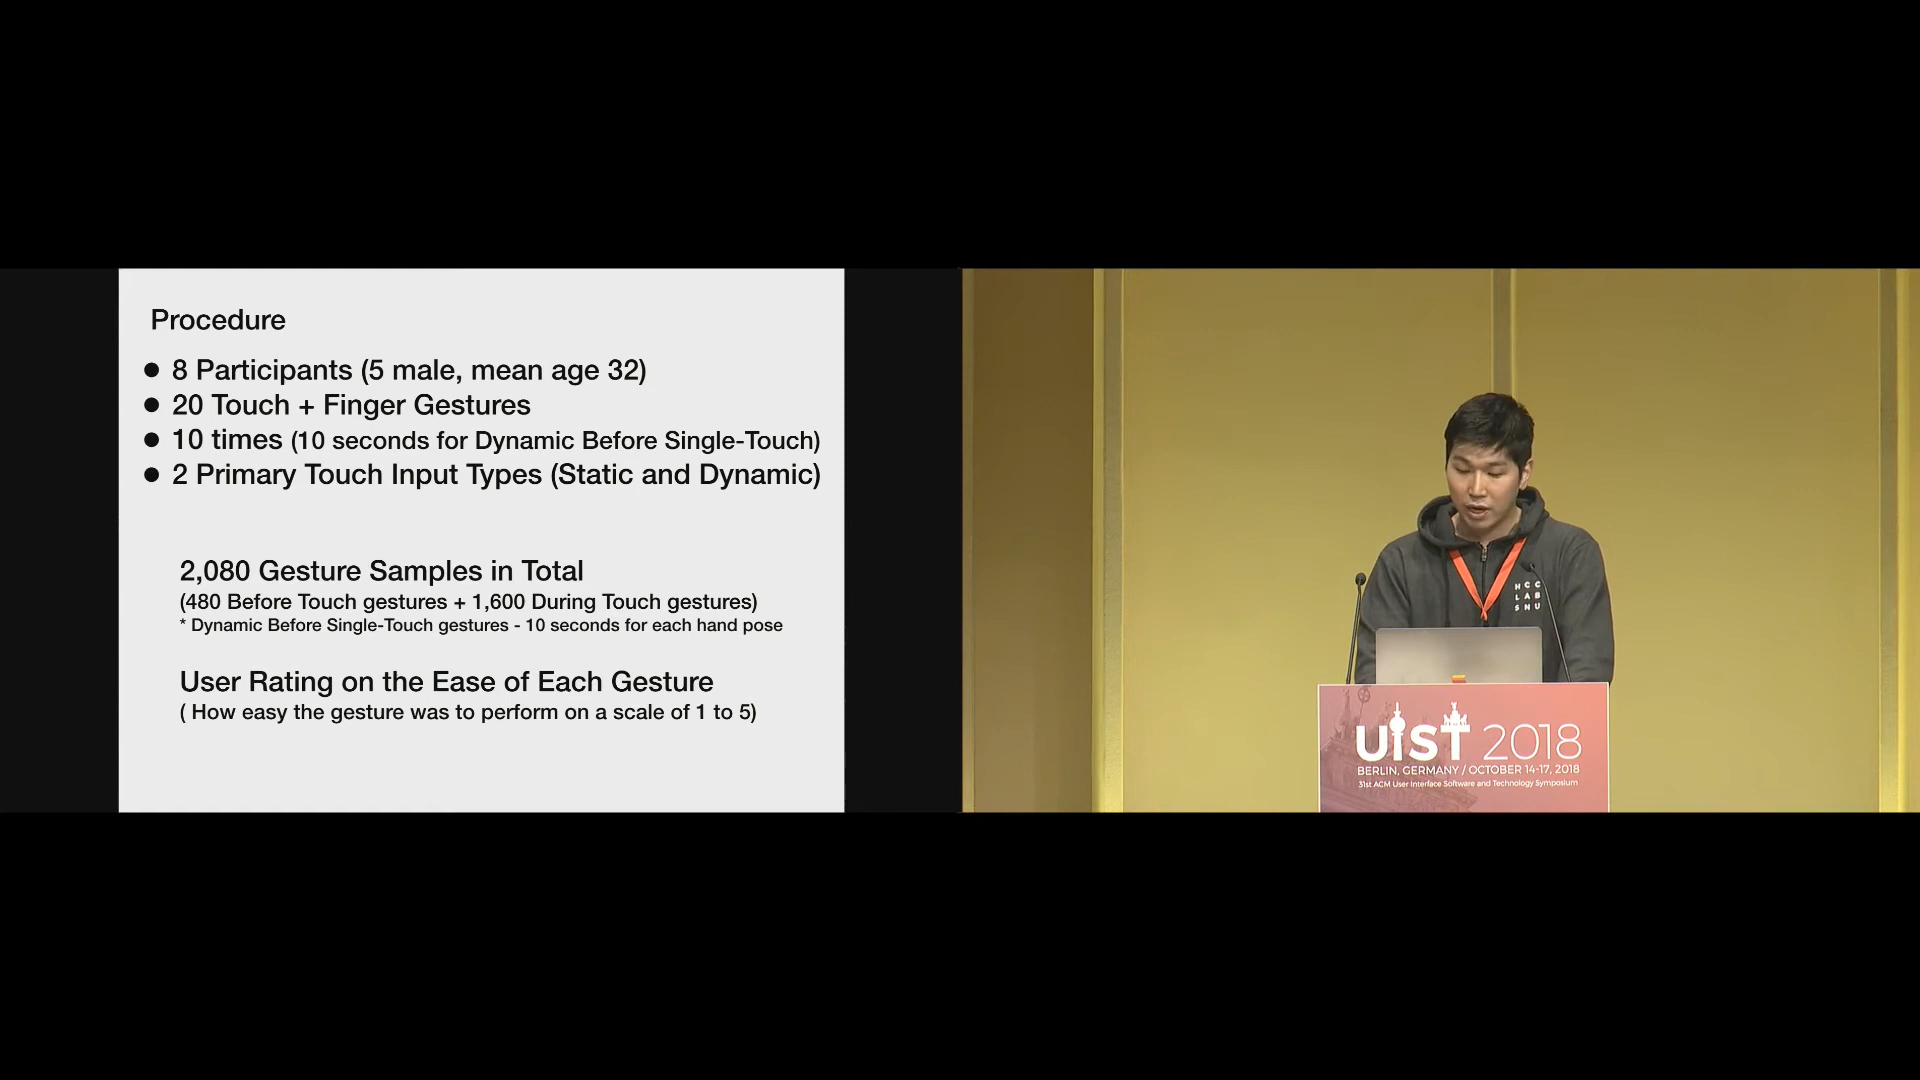 Procedure
● 8 Participants (5 male, mean age 32)
● 20 Touch + Finger Gestures
● 10 times (10 seconds for Dynamic Before Single-Touch)
● 2 Primary Touch Input Types (Static and Dynamic)
2,080 Gesture Samples in Total
(480 Before Touch gestures + 1,600 During Touch gestures)
* Dynamic Before Single-Touch gestures - 10 seconds for each hand pose
User Rating on the Ease of Each Gesture
( How easy the gesture was to perform on a scale of 1 to 5)
HCC
LAB
SNU
UIST 2018
BERLIN, GERMANY / OCTOBER 14-17, 2018
31st ACM User Interface Software and Technology Symposium